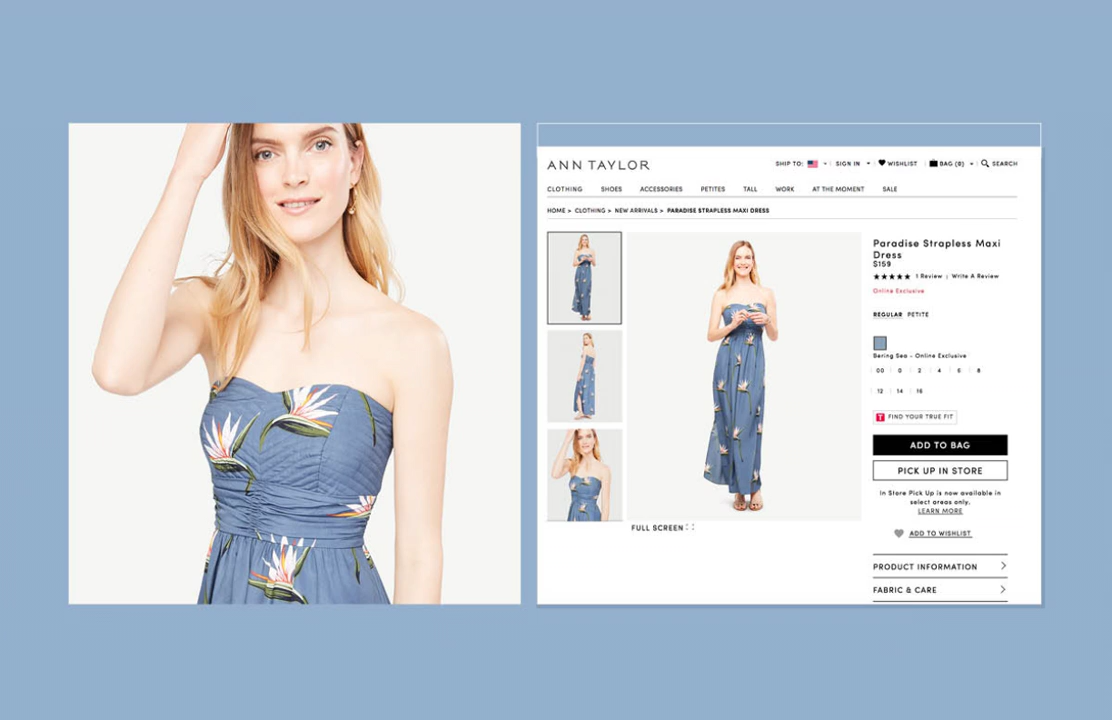 ANN TAYLOR
SHIP TO: SIGN IN WISHLIST BAG (0) SEARCH
CLOTHING SHOES ACCESSORIES PETITES TALL WORK AT THE MOMENT SALE
HOME > CLOTHING > NEW ARRIVALS > PARADISE STRAPLESS MAXI DRESS
Paradise Strapless Maxi
Dress
$159
★★★★★ 1 Review | Write A Review
Online Exclusive
REGULAR PETITE
Bering Sea - Online Exclusive
00 0 2 4 6 8
12 14 16
T FIND YOUR TRUE FIT
ADD TO BAG
PICK UP IN STORE
In Store Pick Up is now available in
select areas only.
LEARN MORE
FULL SCREEN
ADD TO WISHLIST
PRODUCT INFORMATION
FABRIC & CARE